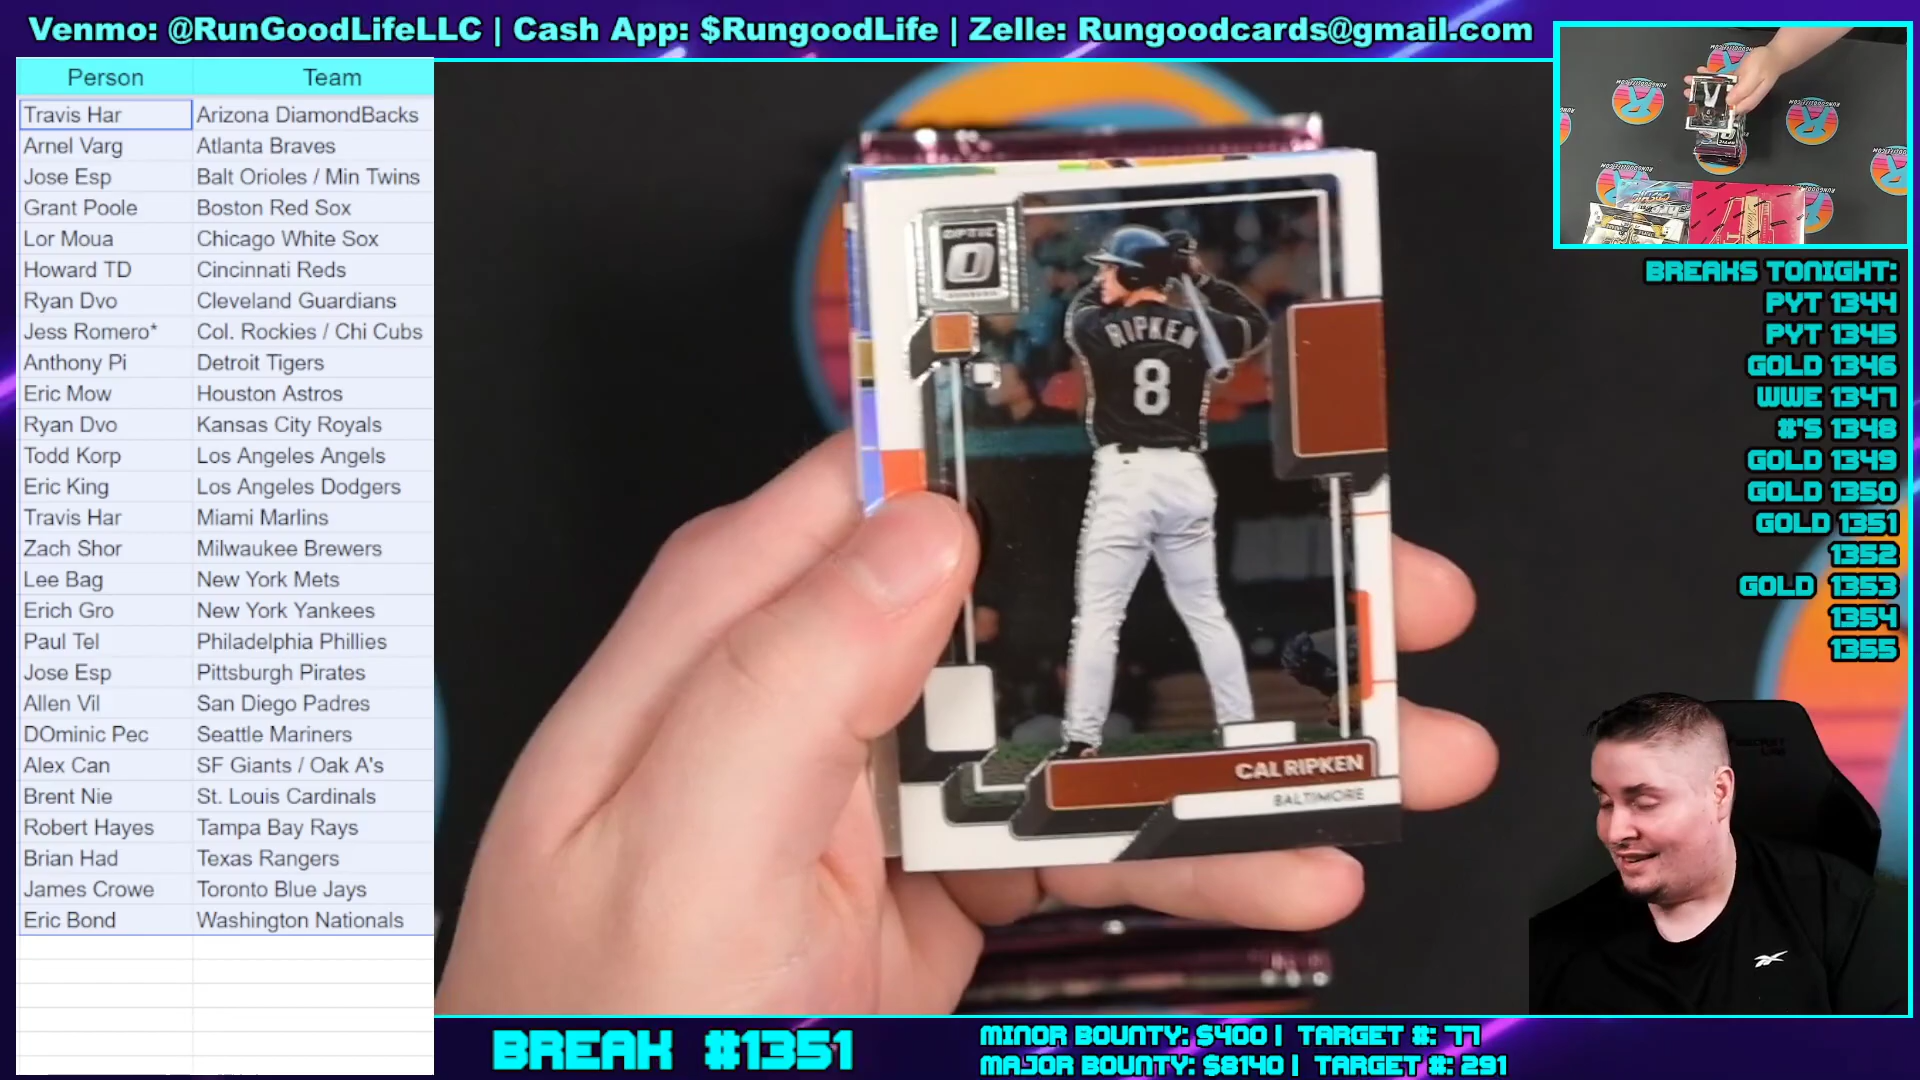 Venmo: @RunGoodLifeLLC | Cash App: $RungoodLife | Zelle: Rungoodcards@gmail.com
Person Team
Travis Har Arizona DiamondBacks
Arnel Varg Atlanta Braves
Jose Esp Balt Orioles / Min Twins
Grant Poole Boston Red Sox
Lor Moua Chicago White Sox
Howard TD Cincinnati Reds
Ryan Dvo Cleveland Guardians
Jess Romero* Col. Rockies / Chi Cubs
Anthony Pi Detroit Tigers
Eric Mow Houston Astros
Ryan Dvo Kansas City Royals
Todd Korp Los Angeles Angels
Eric King Los Angeles Dodgers
Travis Har Miami Marlins
Zach Shor Milwaukee Brewers
Lee Bag New York Mets
Erich Gro New York Yankees
Paul Tel Philadelphia Phillies
Jose Esp Pittsburgh Pirates
Allen Vil San Diego Padres
DOminic Pec Seattle Mariners
Alex Can SF Giants / Oak A's
Brent Nie St. Louis Cardinals
Robert Hayes Tampa Bay Rays
Brian Had Texas Rangers
James Crowe Toronto Blue Jays
Eric Bond Washington Nationals
OPTIC
O
DONRUSS
RIPKEN
8
CAL RIPKEN
BALTIMORE
BREAKS TONIGHT:
PYT 1344
PYT 1345
GOLD 1346
WWE 1347
#'S 1348
GOLD 1349
GOLD 1350
GOLD 1351
1352
GOLD 1353
1354
1355
BREAK #1351
MINOR BOUNTY: $400 | TARGET #: 77
MAJOR BOUNTY: $8140 | TARGET #: 291